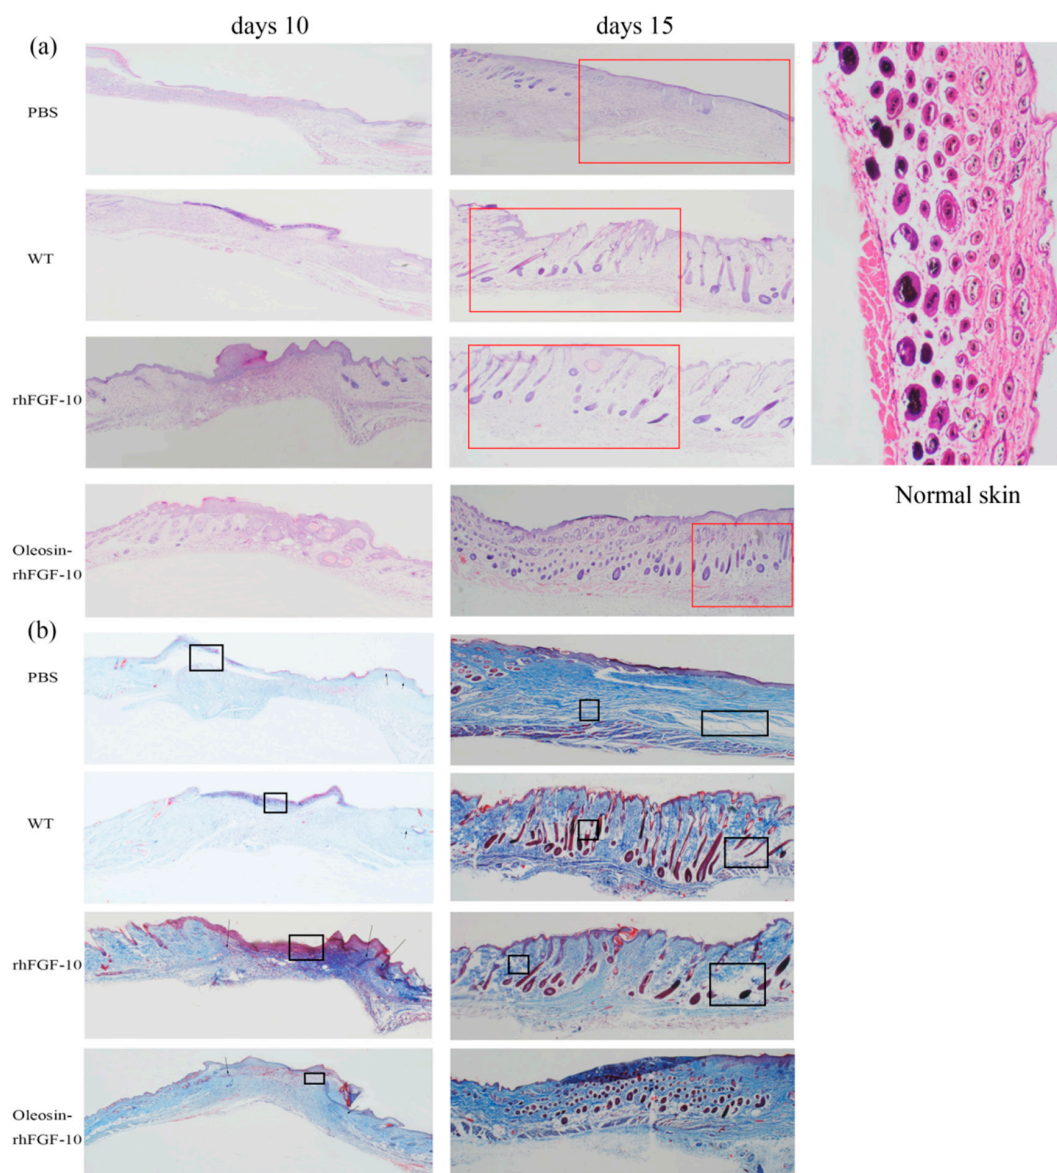 days 10
days 15
(a)
PBS
WT
rhFGF-10
Oleosin-
rhFGF-10
Normal skin
(b)
PBS
WT
rhFGF-10
Oleosin-
rhFGF-10